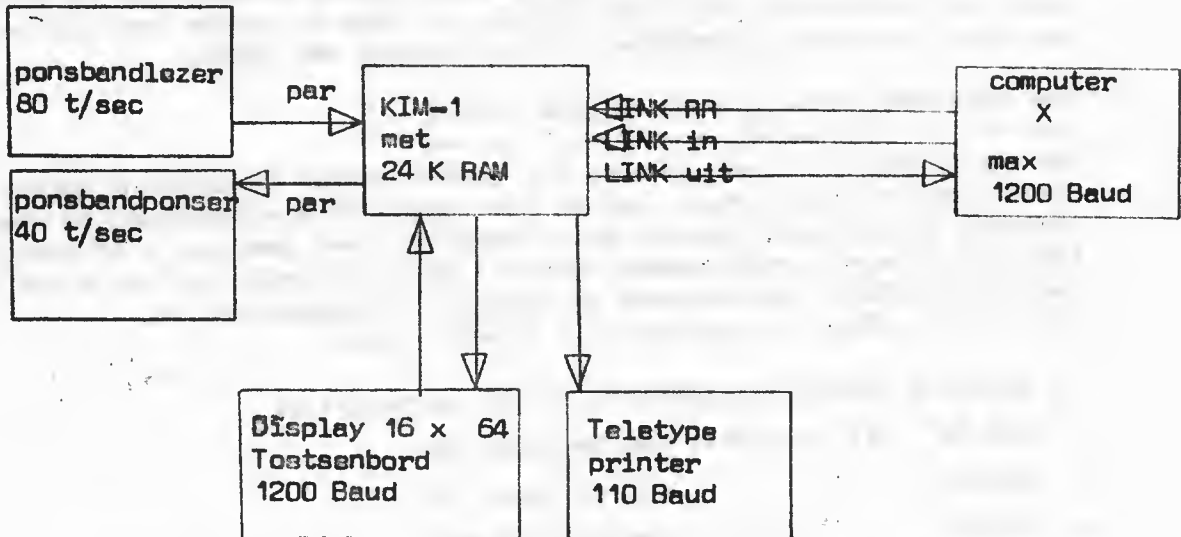 ponsbandlezer
80 t/sec
par
KIM-1
met
24 K RAM
LINK RR
LINK in
LINK uit
computer
X
max
1200 Baud
ponsbandponser
40 t/sec
par
Display 16 x 64
Toetsenbord
1200 Baud
Teletype
printer
110 Baud